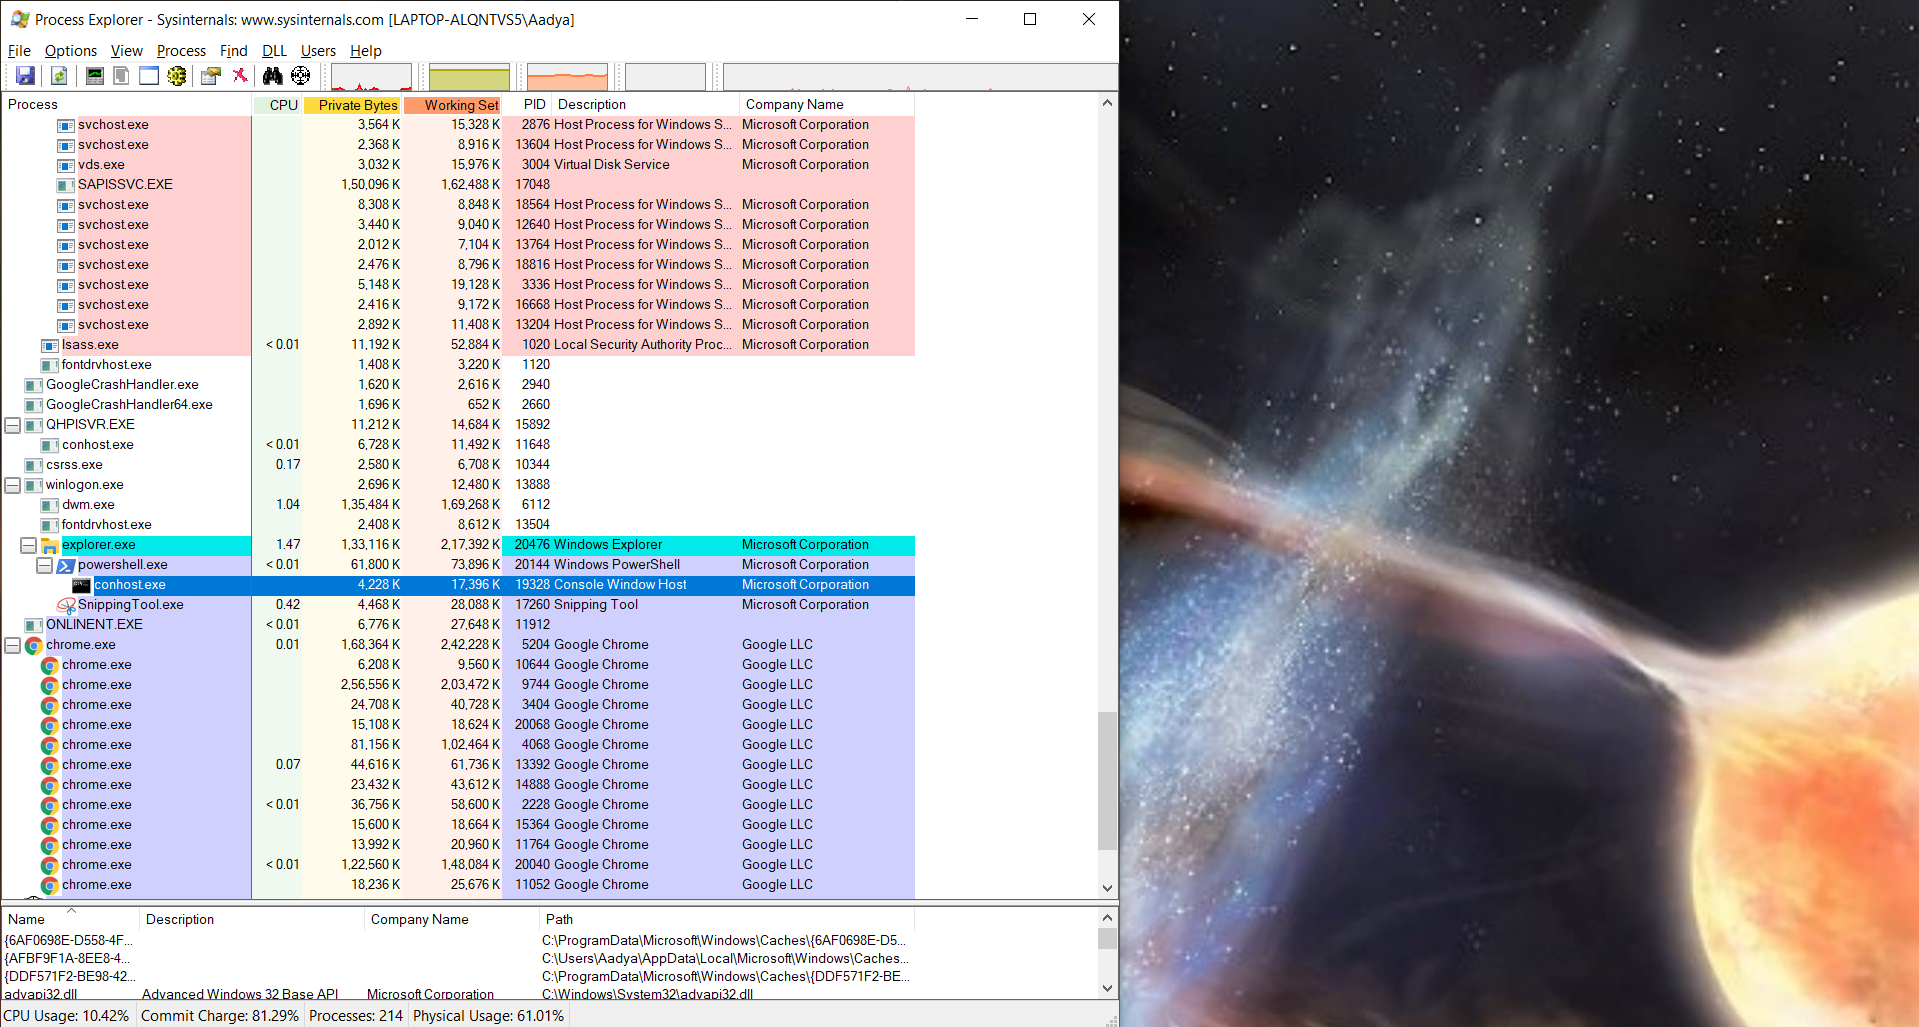 Process Explorer - Sysinternals: www.sysinternals.com [LAPTOP-ALQNTVS5\Aadya]
File Options View Process Find DLL Users Help
Process CPU Private Bytes Working Set PID Description Company Name
svchost.exe 3,564 K 15,328 K 2876 Host Process for Windows S... Microsoft Corporation
svchost.exe 2,368 K 8,916 K 13604 Host Process for Windows S... Microsoft Corporation
vds.exe 3,032 K 15,976 K 3004 Virtual Disk Service Microsoft Corporation
SAPISSVC.EXE 1,50,096 K 1,62,488 K 17048
svchost.exe 8,308 K 8,848 K 18564 Host Process for Windows S... Microsoft Corporation
svchost.exe 3,440 K 9,040 K 12640 Host Process for Windows S... Microsoft Corporation
svchost.exe 2,012 K 7,104 K 13764 Host Process for Windows S... Microsoft Corporation
svchost.exe 2,476 K 8,796 K 18816 Host Process for Windows S... Microsoft Corporation
svchost.exe 5,148 K 19,128 K 3336 Host Process for Windows S... Microsoft Corporation
svchost.exe 2,416 K 9,172 K 16668 Host Process for Windows S... Microsoft Corporation
svchost.exe 2,892 K 11,408 K 13204 Host Process for Windows S... Microsoft Corporation
lsass.exe < 0.01 11,192 K 52,884 K 1020 Local Security Authority Proc... Microsoft Corporation
fontdrvhost.exe 1,408 K 3,220 K 1120
GoogleCrashHandler.exe 1,620 K 2,616 K 2940
GoogleCrashHandler64.exe 1,696 K 652 K 2660
QHPISVR.EXE 11,212 K 14,684 K 15892
conhost.exe < 0.01 6,728 K 11,492 K 11648
csrss.exe 0.17 2,580 K 6,708 K 10344
winlogon.exe 2,696 K 12,480 K 13888
dwm.exe 1.04 1,35,484 K 1,69,268 K 6112
fontdrvhost.exe 2,408 K 8,612 K 13504
explorer.exe 1.47 1,33,116 K 2,17,392 K 20476 Windows Explorer Microsoft Corporation
powershell.exe < 0.01 61,800 K 73,896 K 20144 Windows PowerShell Microsoft Corporation
conhost.exe 4,228 K 17,396 K 19328 Console Window Host Microsoft Corporation
SnippingTool.exe 0.42 4,468 K 28,088 K 17260 Snipping Tool Microsoft Corporation
ONLINENT.EXE < 0.01 6,776 K 27,648 K 11912
chrome.exe 0.01 1,68,364 K 2,42,228 K 5204 Google Chrome Google LLC
chrome.exe 6,208 K 9,560 K 10644 Google Chrome Google LLC
chrome.exe 2,56,556 K 2,03,472 K 9744 Google Chrome Google LLC
chrome.exe 24,708 K 40,728 K 3404 Google Chrome Google LLC
chrome.exe 15,108 K 18,624 K 20068 Google Chrome Google LLC
chrome.exe 81,156 K 1,02,464 K 4068 Google Chrome Google LLC
chrome.exe 0.07 44,616 K 61,736 K 13392 Google Chrome Google LLC
chrome.exe 23,432 K 43,612 K 14888 Google Chrome Google LLC
chrome.exe < 0.01 36,756 K 58,600 K 2228 Google Chrome Google LLC
chrome.exe 15,600 K 18,664 K 15364 Google Chrome Google LLC
chrome.exe 13,992 K 20,960 K 11764 Google Chrome Google LLC
chrome.exe < 0.01 1,22,560 K 1,48,084 K 20040 Google Chrome Google LLC
chrome.exe 18,236 K 25,676 K 11052 Google Chrome Google LLC
Name Description Company Name Path
{6AF0698E-D558-4F... C:\ProgramData\Microsoft\Windows\Caches\{6AF0698E-D5...
{AFBF9F1A-8EE8-4... C:\Users\Aadya\AppData\Local\Microsoft\Windows\Caches...
{DDF571F2-BE98-42... C:\ProgramData\Microsoft\Windows\Caches\{DDF571F2-BE...
advapi32.dll Advanced Windows 32 Base API Microsoft Corporation C:\Windows\System32\advapi32.dll
CPU Usage: 10.42% Commit Charge: 81.29% Processes: 214 Physical Usage: 61.01%